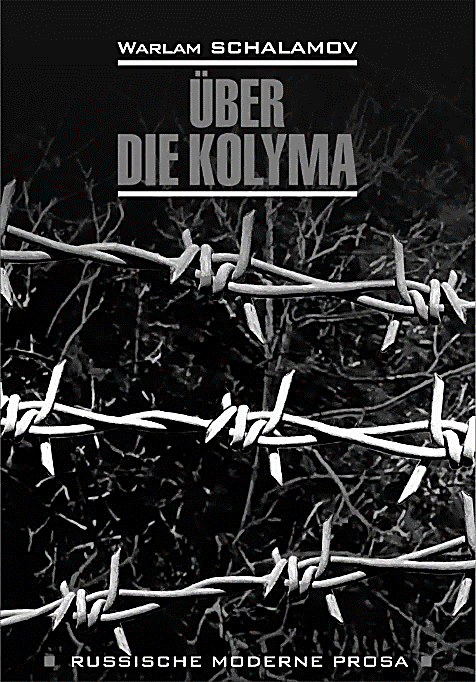 Warlam SCHALAMOV
ÜBER
DIE KOLYMA
RUSSISCHE MODERNE PROSA